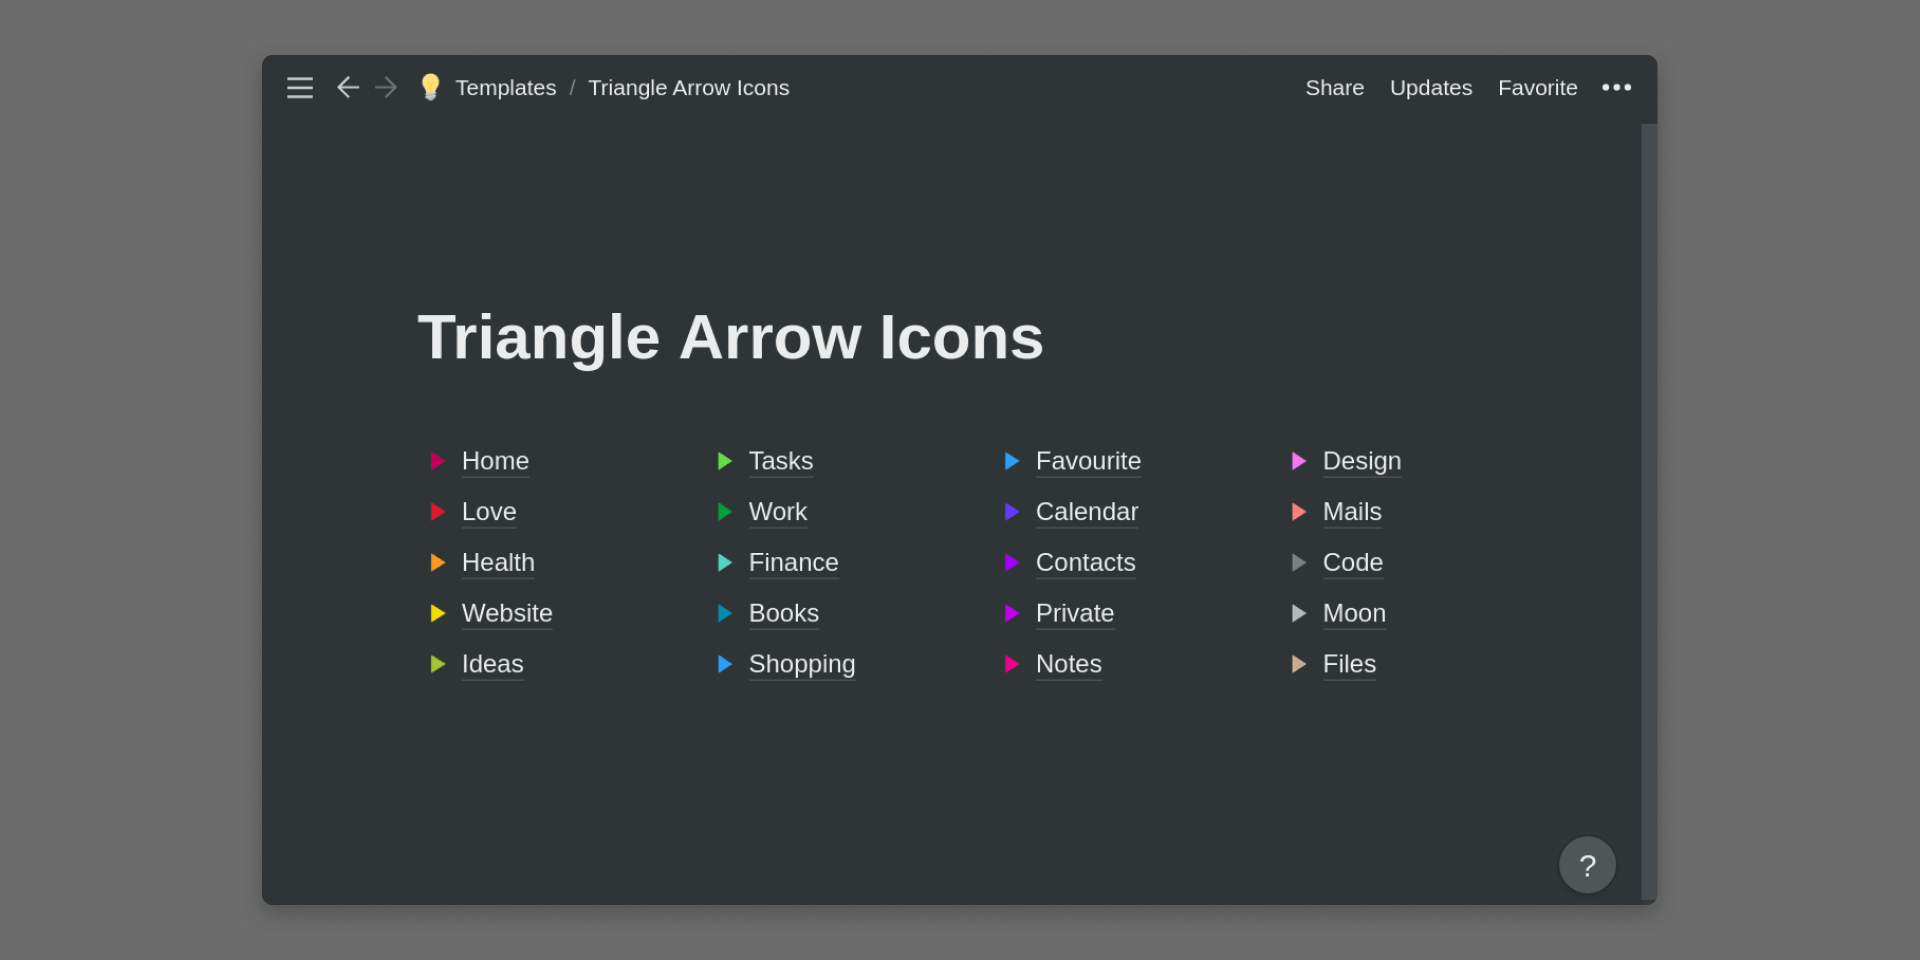 Templates / Triangle Arrow Icons
Share Updates Favorite •••
Triangle Arrow Icons
Home Tasks Favourite Design
Love Work Calendar Mails
Health Finance Contacts Code
Website Books Private Moon
Ideas Shopping Notes Files
?